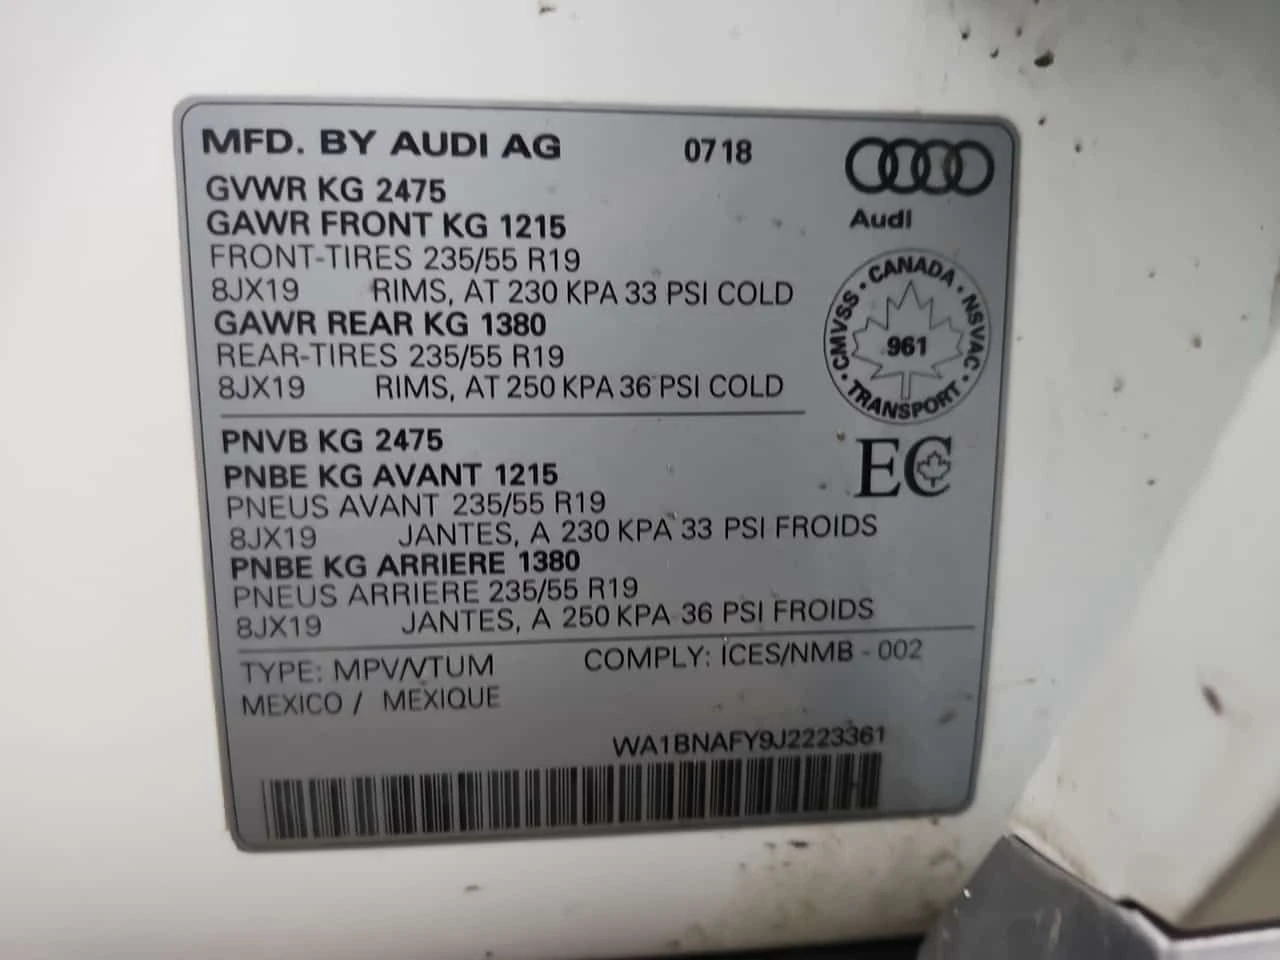 MFD. BY AUDI AG 0718
Audi
GVWR KG 2475
GAWR FRONT KG 1215
FRONT-TIRES 235/55 R19
8JX19 RIMS, AT 230 KPA 33 PSI COLD
GAWR REAR KG 1380
REAR-TIRES 235/55 R19
8JX19 RIMS, AT 250 KPA 36 PSI COLD
CMVSS · CANADA · NSVAC · TRANSPORT ·
961
EC
PNVB KG 2475
PNBE KG AVANT 1215
PNEUS AVANT 235/55 R19
8JX19 JANTES, A 230 KPA 33 PSI FROIDS
PNBE KG ARRIERE 1380
PNEUS ARRIERE 235/55 R19
8JX19 JANTES, A 250 KPA 36 PSI FROIDS
TYPE: MPV/VTUM COMPLY: ICES/NMB - 002
MEXICO / MEXIQUE
WA1BNAFY9J2223361